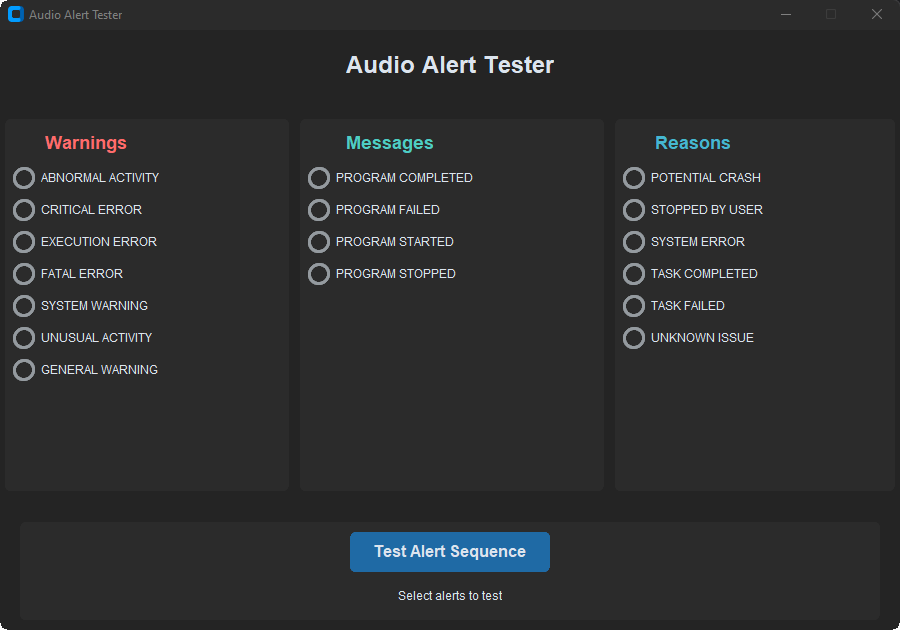 Audio Alert Tester
Audio Alert Tester
Warnings
ABNORMAL ACTIVITY
CRITICAL ERROR
EXECUTION ERROR
FATAL ERROR
SYSTEM WARNING
UNUSUAL ACTIVITY
GENERAL WARNING
Messages
PROGRAM COMPLETED
PROGRAM FAILED
PROGRAM STARTED
PROGRAM STOPPED
Reasons
POTENTIAL CRASH
STOPPED BY USER
SYSTEM ERROR
TASK COMPLETED
TASK FAILED
UNKNOWN ISSUE
Test Alert Sequence
Select alerts to test